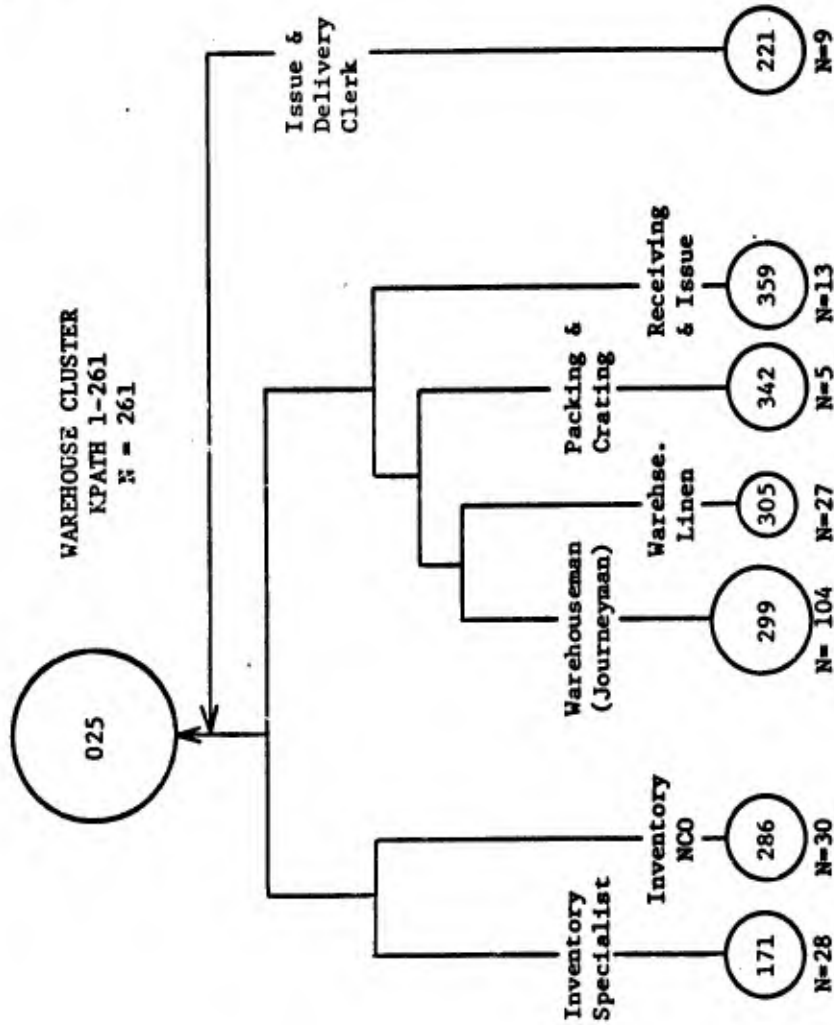 WAREHOUSE CLUSTER
KPATH 1-261
N = 261
025
Issue &
Delivery
Clerk
Inventory
Specialist
Inventory
NCO
Warehouseman
(Journeyman)
Warehse.
Linen
Packing &
Crating
Receiving
& Issue
171
286
299
305
342
359
221
N=28
N=30
N= 104
N=27
N=5
N=13
N=9